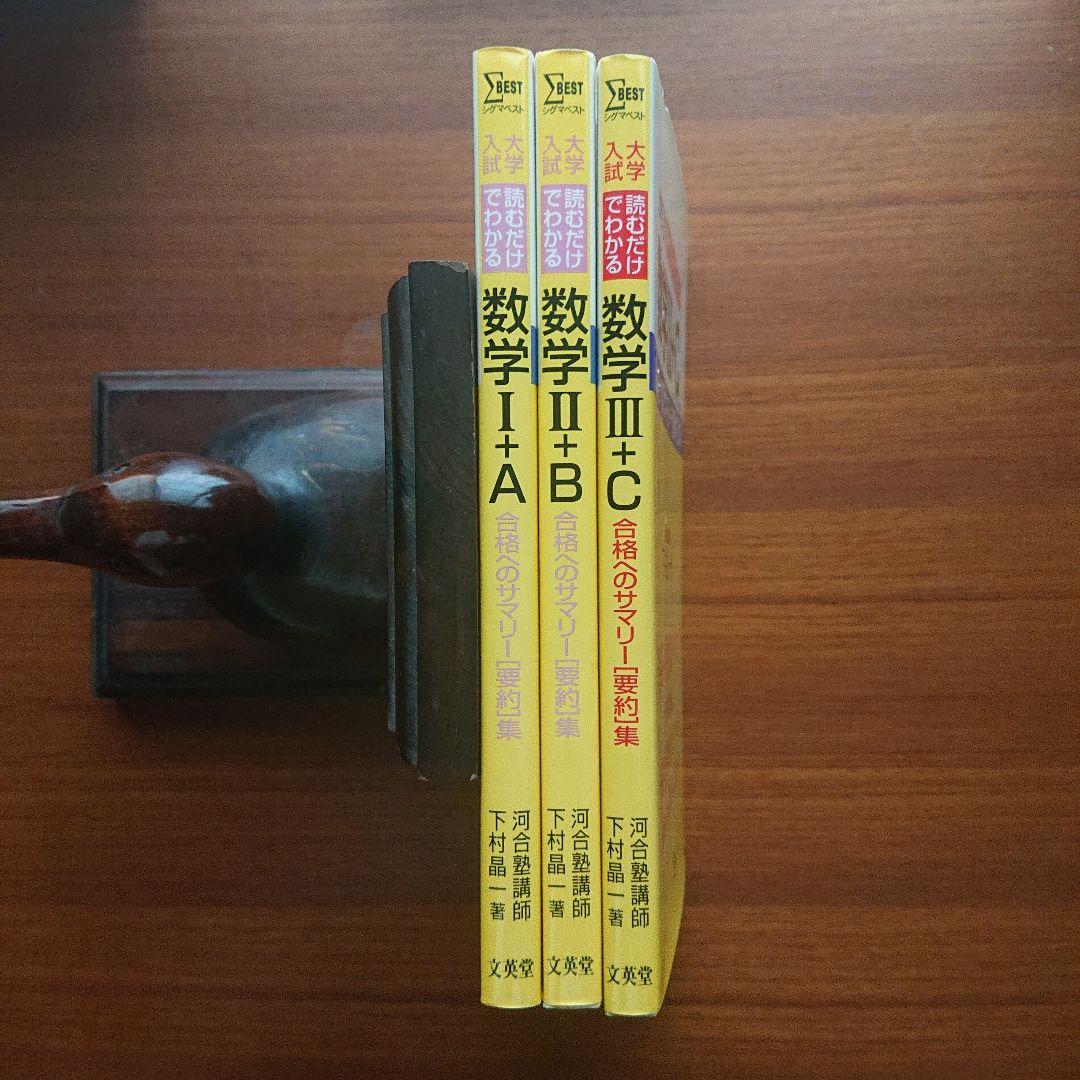 ΣBEST
シグマベスト
大学
入試
読むだけ
でわかる
数学Ⅰ+A
合格へのサマリー[要約]集
河合塾講師
下村晶一 著
文英堂
ΣBEST
シグマベスト
大学
入試
読むだけ
でわかる
数学Ⅱ+B
合格へのサマリー[要約]集
河合塾講師
下村晶一 著
文英堂
ΣBEST
シグマベスト
大学
入試
読むだけ
でわかる
数学Ⅲ+C
合格へのサマリー[要約]集
河合塾講師
下村晶一 著
文英堂